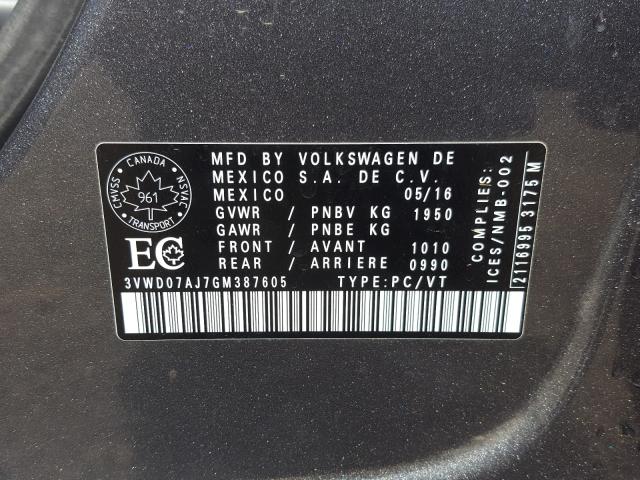 CANADA
CMVSS
NSVAC
961
TRANSPORT
EC
MFD BY VOLKSWAGEN DE
MEXICO S.A. DE C.V.
MEXICO 05/16
GVWR / PNBV KG 1950
GAWR / PNBE KG
FRONT / AVANT 1010
REAR / ARRIERE 0990
3VWD07AJ7GM387605 TYPE:PC/VT
COMPLIES:
ICES/NMB-002
2116995 3175 M